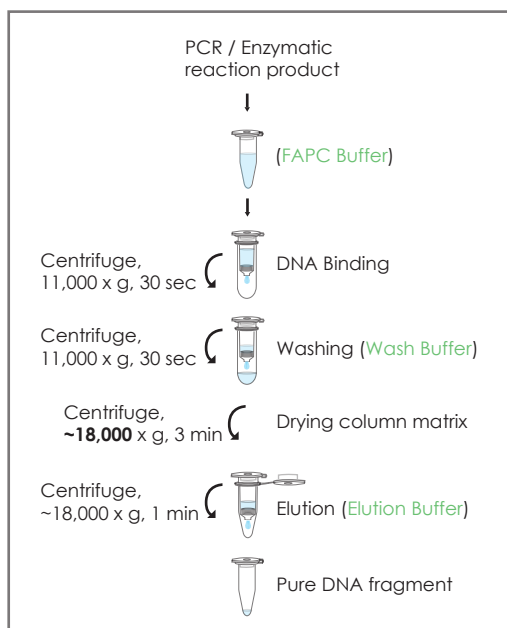 PCR / Enzymatic
reaction product
(FAPC Buffer)
Centrifuge,
11,000 x g, 30 sec
DNA Binding
Centrifuge,
11,000 x g, 30 sec
Washing (Wash Buffer)
Centrifuge,
~18,000 x g, 3 min
Drying column matrix
Centrifuge,
~18,000 x g, 1 min
Elution (Elution Buffer)
Pure DNA fragment